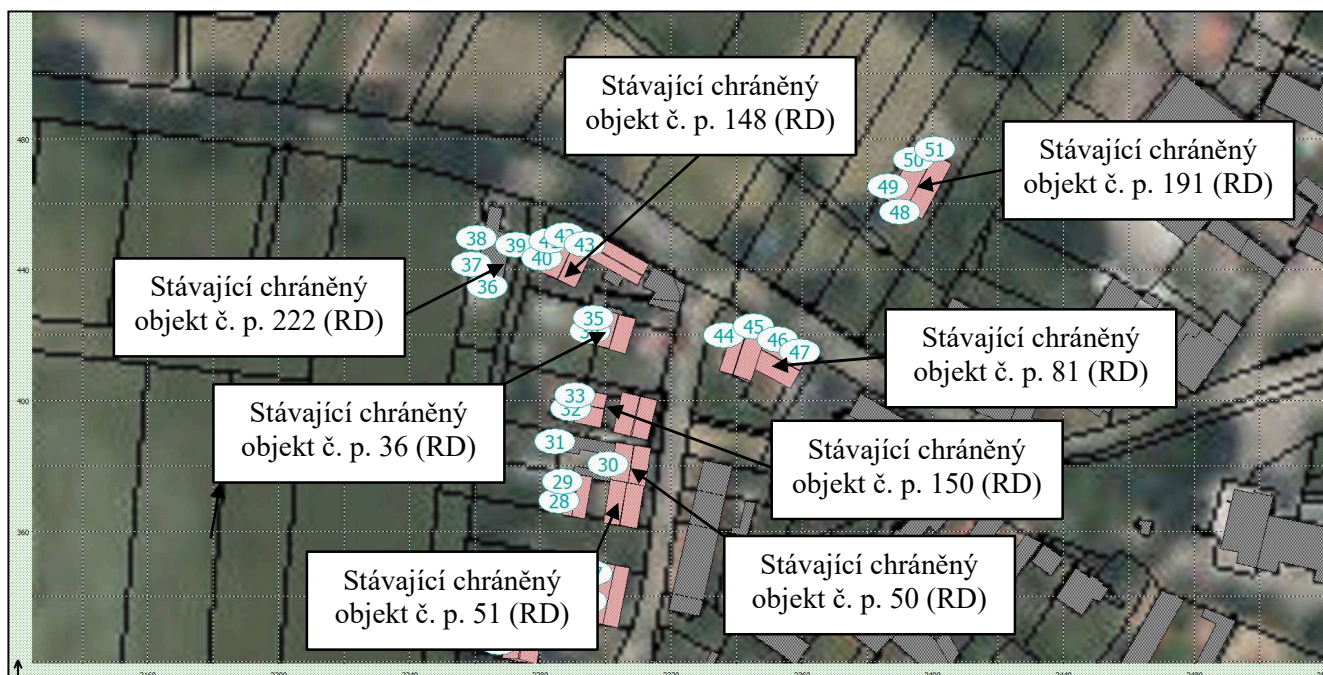 Stávající chráněný
objekt č. p. 148 (RD)
Stávající chráněný
objekt č. p. 191 (RD)
480
51
50
49
48
42
43
38
39
40
37
36
440
Stávající chráněný
objekt č. p. 222 (RD)
35
44
45
46
47
Stávající chráněný
objekt č. p. 81 (RD)
400
33
32
Stávající chráněný
objekt č. p. 36 (RD)
31
30
29
28
Stávající chráněný
objekt č. p. 150 (RD)
360
Stávající chráněný
objekt č. p. 51 (RD)
Stávající chráněný
objekt č. p. 50 (RD)